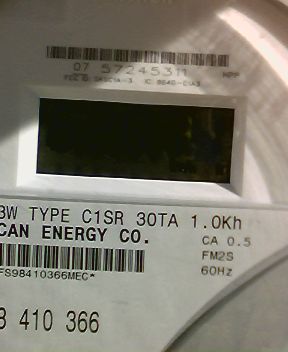 07 57245311 NPP
3W TYPE C1SR 30TA 1.0Kh
CAN ENERGY CO.
CA 0.5
FM2S
60Hz
FS98410366MEC*
8 410 366